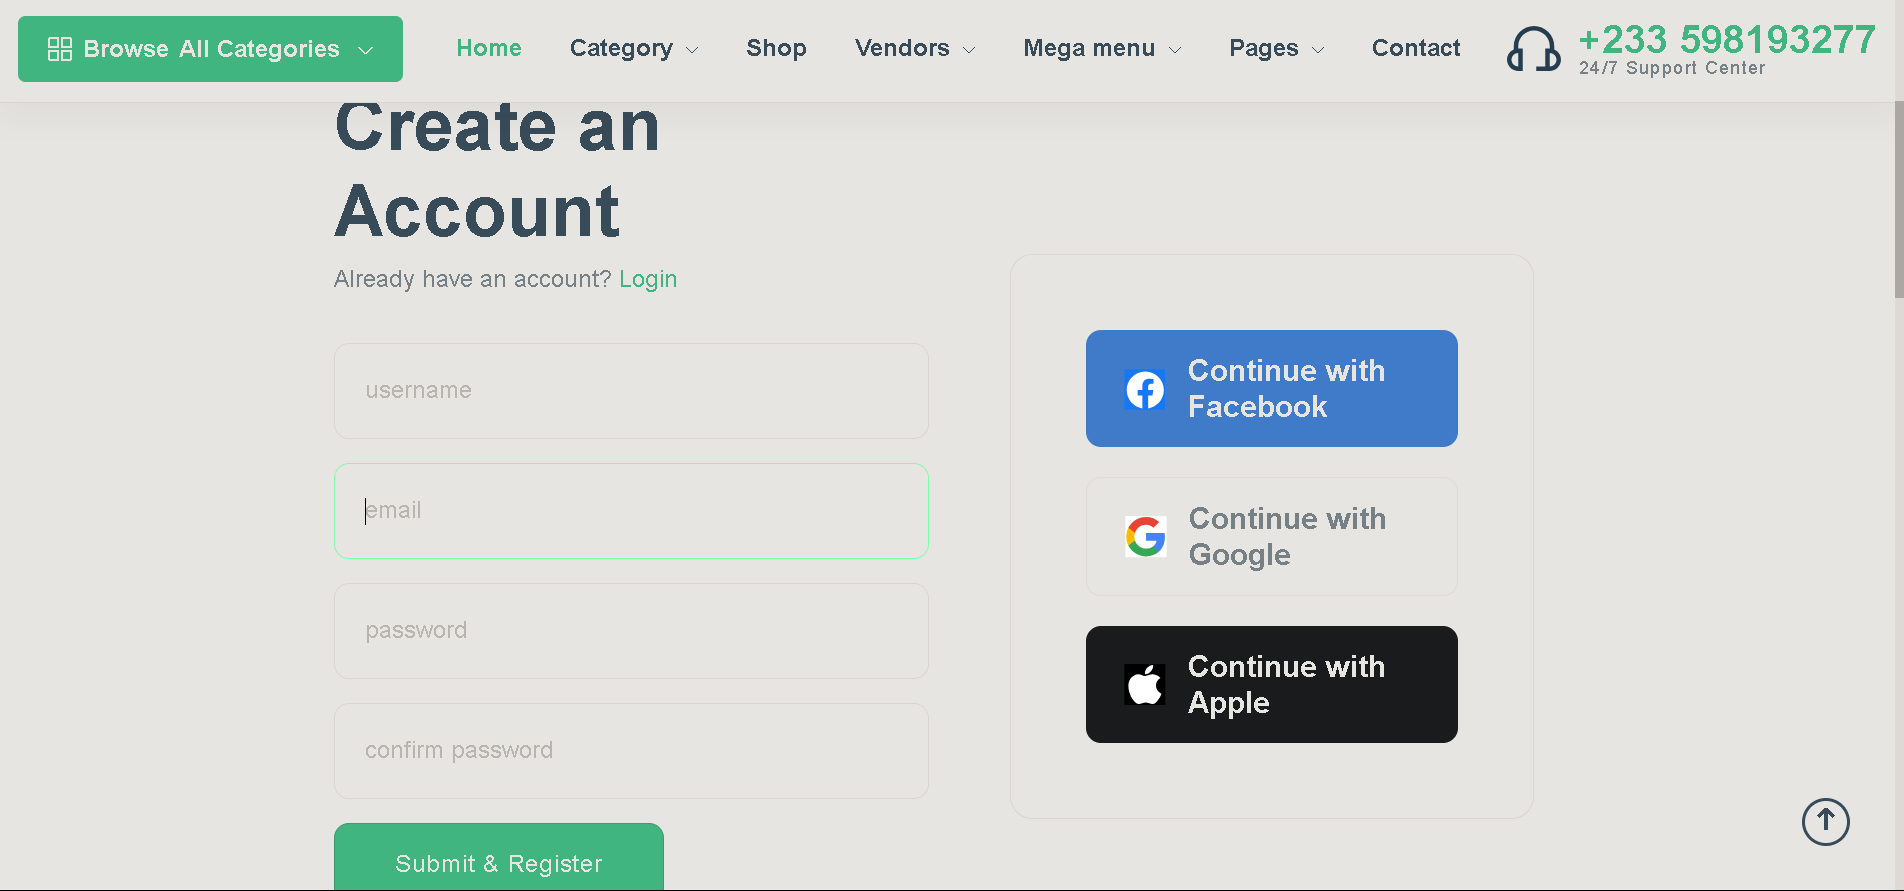 Browse All Categories
Home
Category
Shop
Vendors
Mega menu
Pages
Contact
+233 598193277
24/7 Support Center
Create an
Account
Already have an account? Login
username
email
password
confirm password
Submit & Register
Continue with
Facebook
Continue with
Google
Continue with
Apple